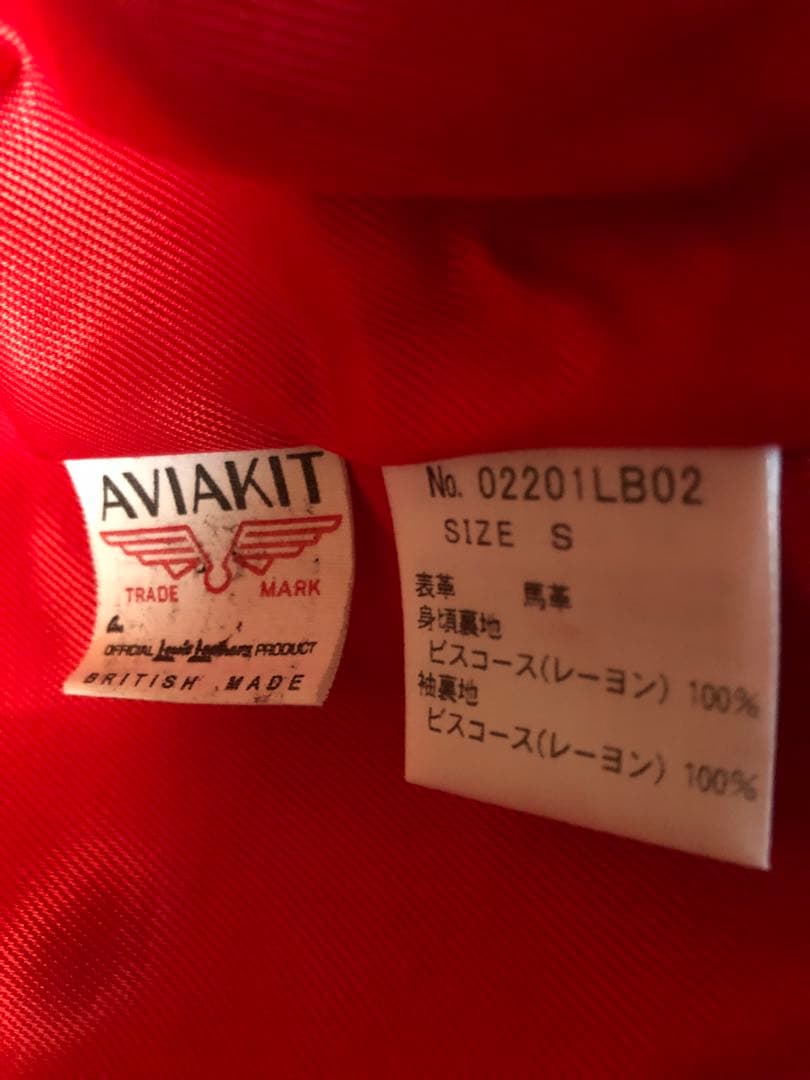 AVIAKIT
TRADE MARK
OFFICIAL Lewis Leathers PRODUCT
BRITISH MADE
No. 02201LB02
SIZE S
表革 馬革
身頃裏地
ビスコース(レーヨン) 100%
袖裏地
ビスコース(レーヨン) 100%